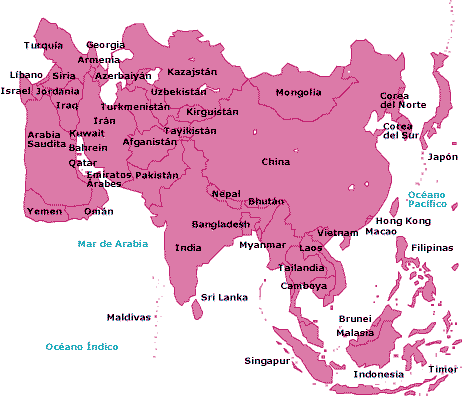 Turquía
Georgia
Armenia
Líbano
Siria
Azerbaiyán
Kazajstán
Israel
Jordania
Uzbekistán
Mongolia
Iraq
Turkmenistán
Kirguistán
Corea
del Norte
Irán
Arabia
Saudita
Kuwait
Tayikistán
Corea
del Sur
Bahrein
Afganistán
Qatar
China
Japón
Emiratos
Árabes
Pakistán
Nepal
Bhután
Océano
Pacífico
Yemen
Omán
Bangladesh
Hong Kong
Macao
Vietnam
Mar de Arabia
India
Myanmar
Laos
Filipinas
Tailandia
Camboya
Sri Lanka
Maldivas
Brunei
Malasia
Océano Índico
Singapur
Indonesia
Timor